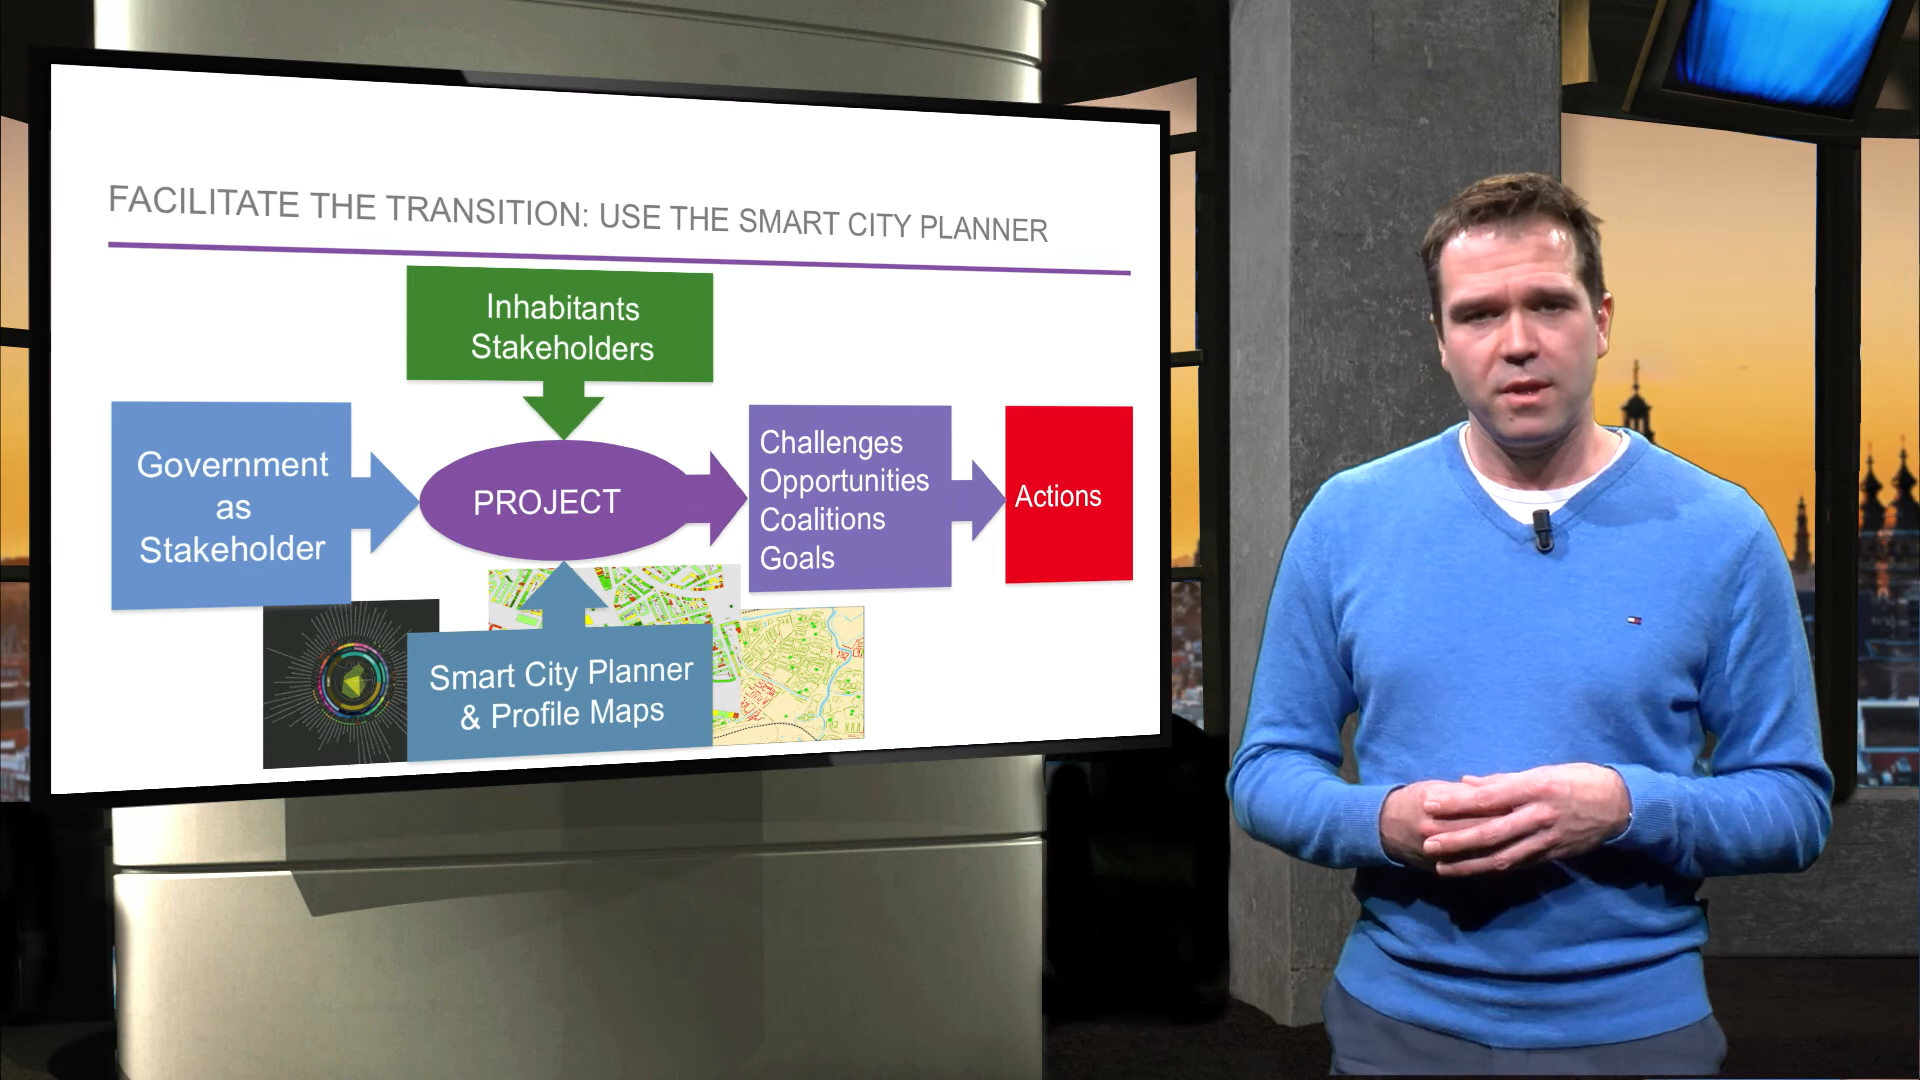 FACILITATE THE TRANSITION: USE THE SMART CITY PLANNER
Inhabitants
Stakeholders
Government
as
Stakeholder
PROJECT
Challenges
Opportunities
Coalitions
Goals
Actions
Smart City Planner
& Profile Maps